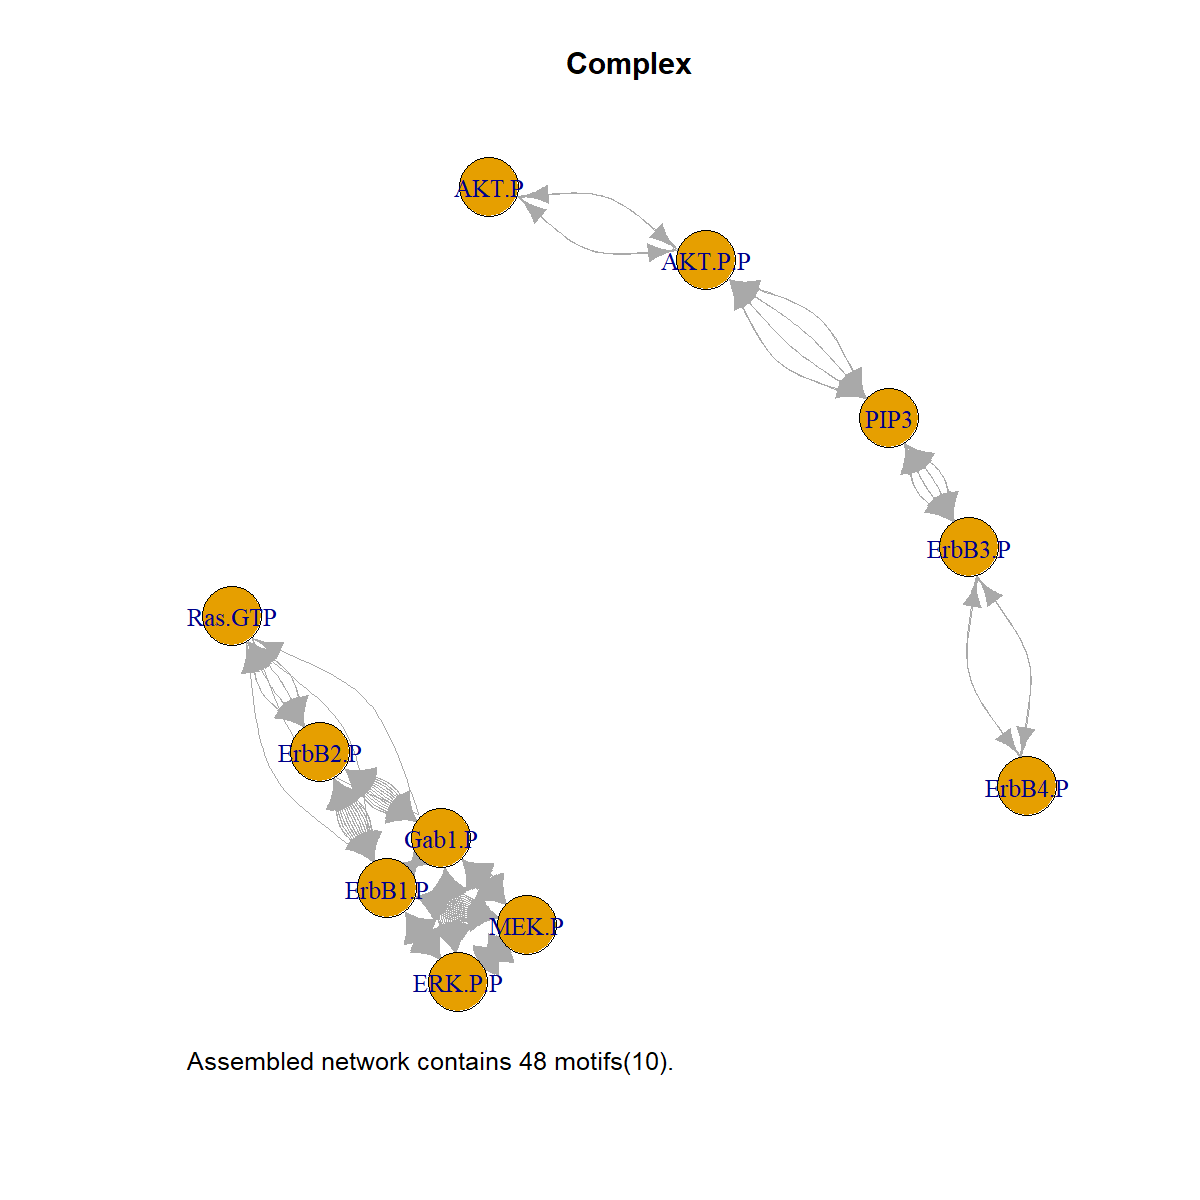 Complex
AKT.P
AKT.P.P
PIP3
ErbB3.P
Ras.GTP
ErbB2.P
ErbB4.P
Gab1.P
ErbB1.P
MEK.P
ERK.P.P
Assembled network contains 48 motifs(10).